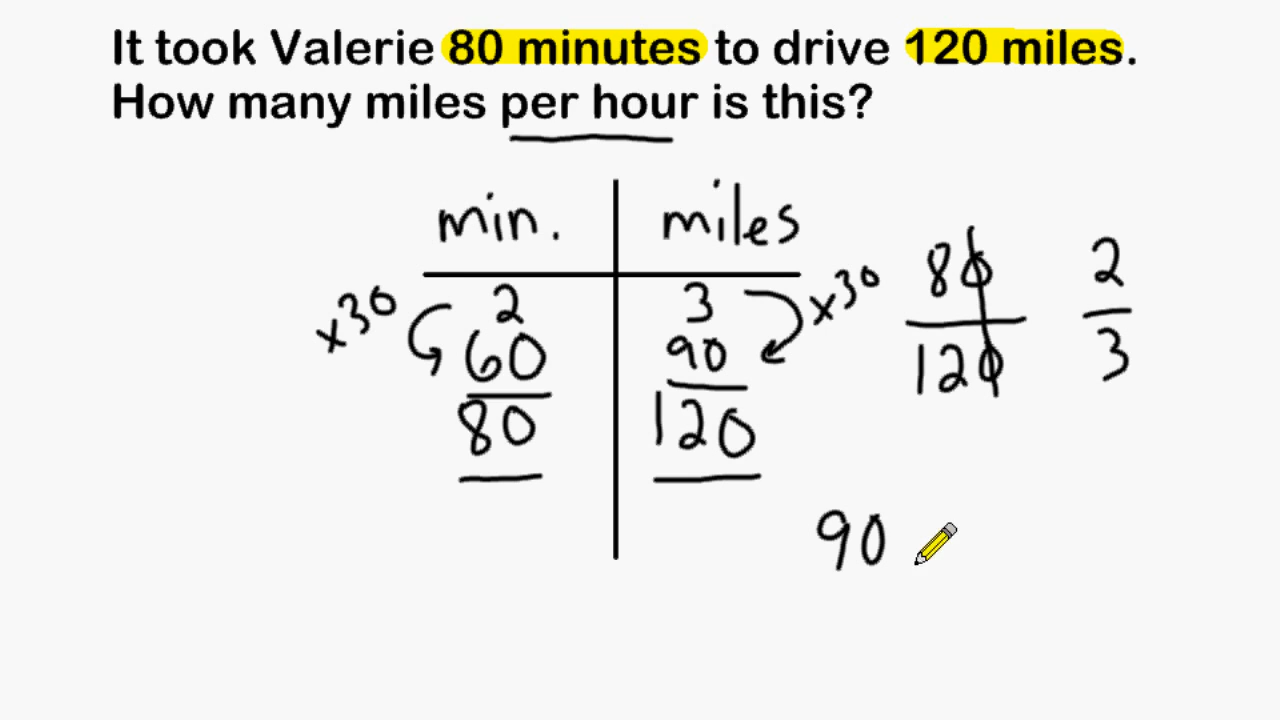 It took Valerie 80 minutes to drive 120 miles.
How many miles per hour is this?
min. miles
x30 2 3 x30
60 90
80 120
80 2
120 3
90